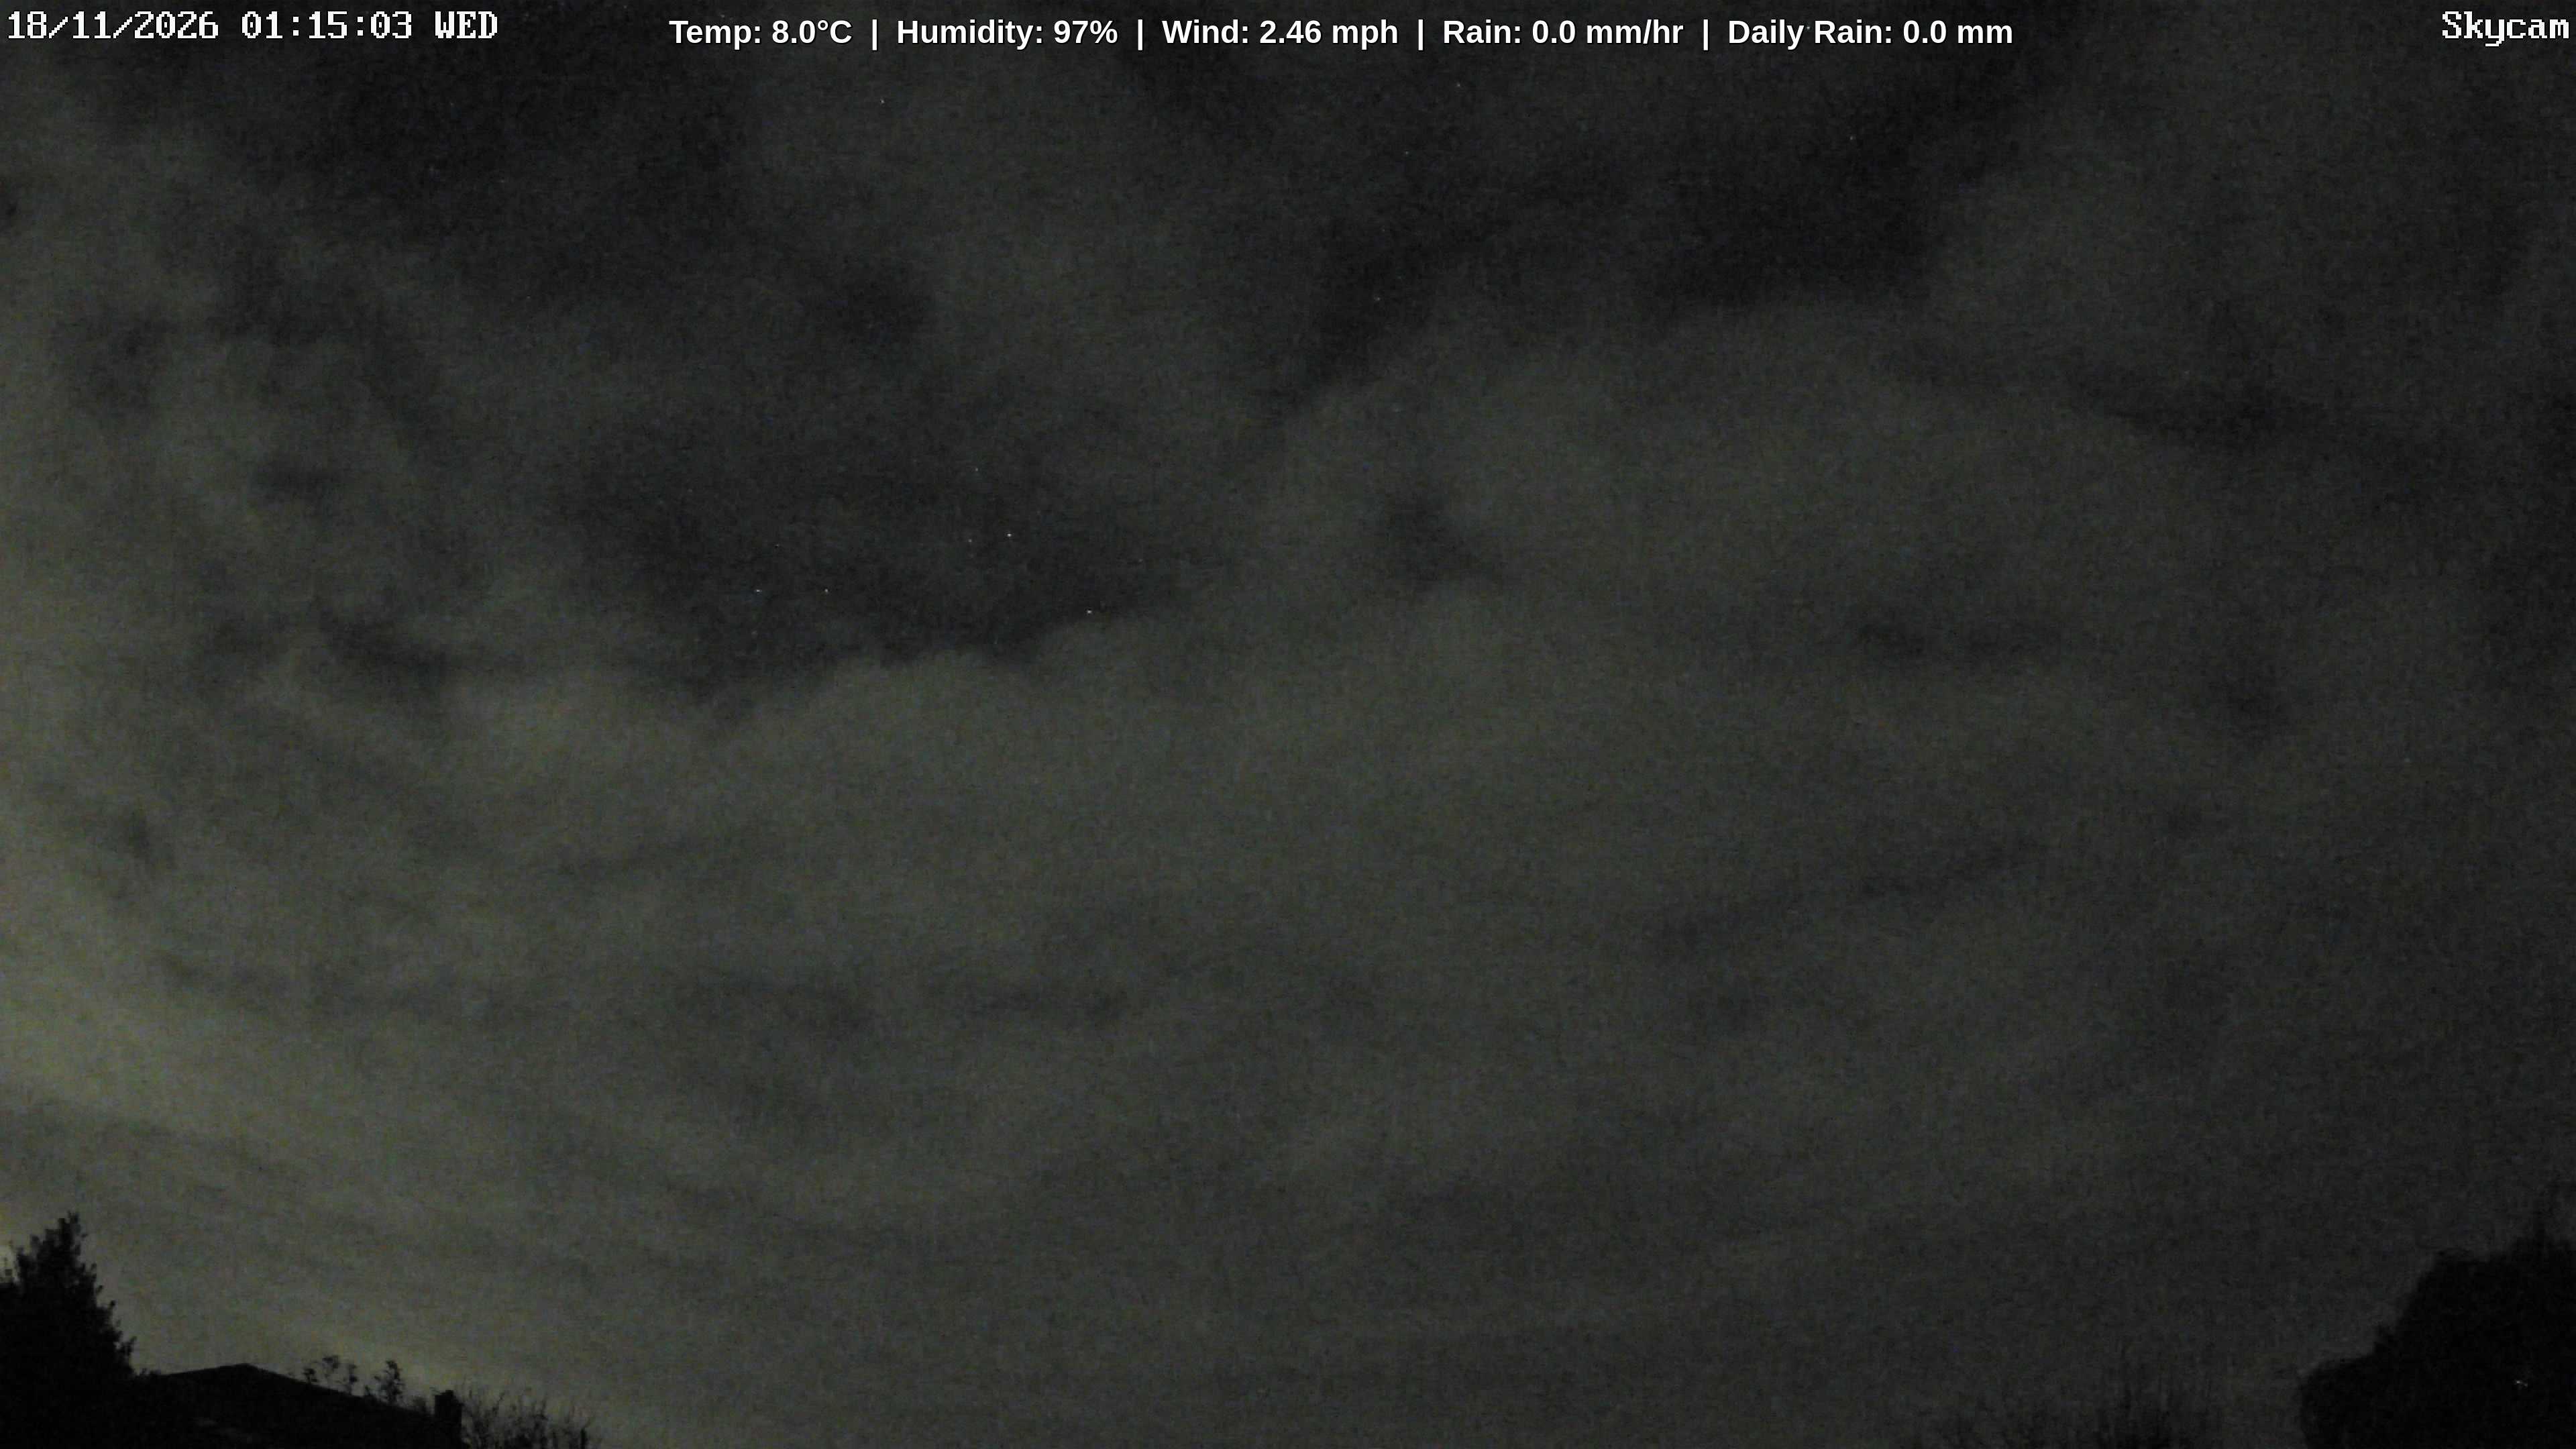 18/11/2026 01:15:03 WED
Temp: 8.0°C | Humidity: 97% | Wind: 2.46 mph | Rain: 0.0 mm/hr | Daily Rain: 0.0 mm
Skycam